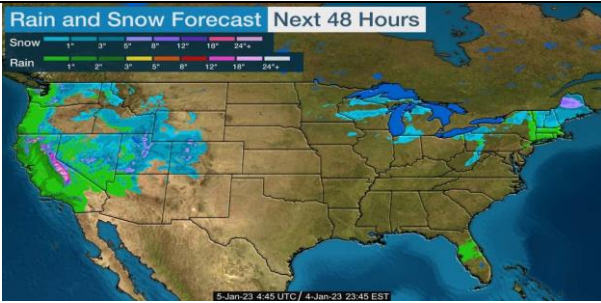 Rain and Snow Forecast Next 48 Hours
Snow 1" 3" 5" 8" 12" 18" 24"+
Rain 1" 2" 3" 5" 8" 12" 18" 24"+
5-Jan-23 4:45 UTC / 4-Jan-23 23:45 EST